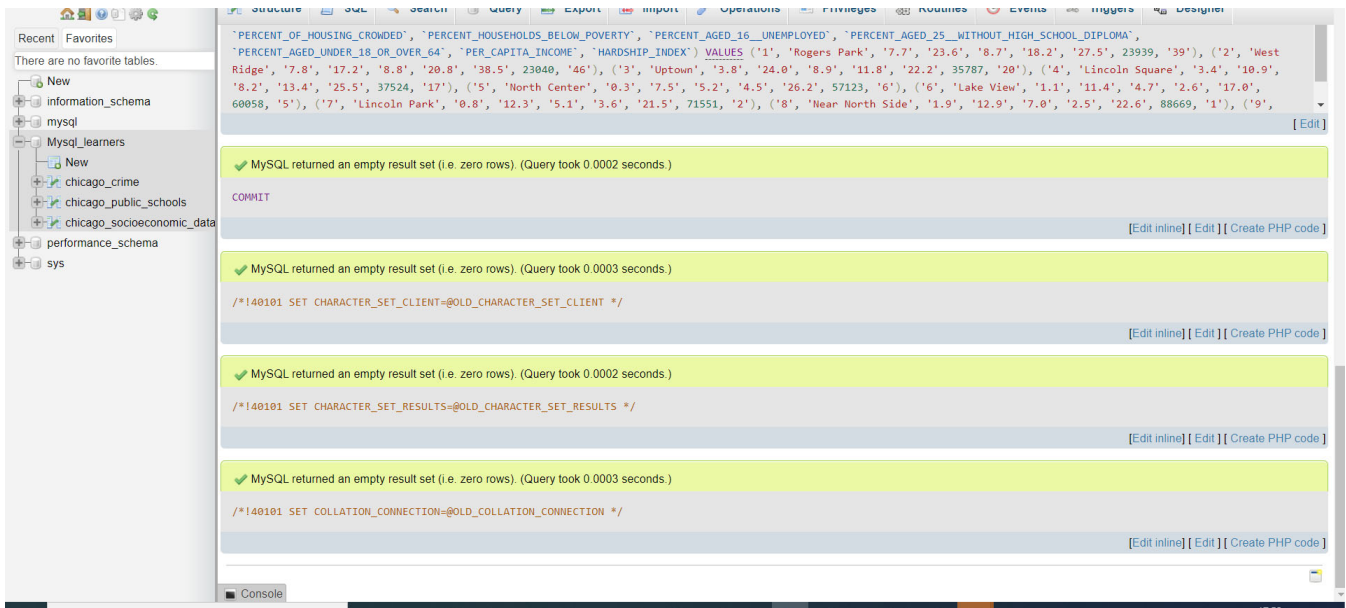 Structure SQL Search Query Export Import Operations Privileges Routines Events Triggers Designer
Recent Favorites
There are no favorite tables.
New
information_schema
mysql
Mysql_learners
New
chicago_crime
chicago_public_schools
chicago_socioeconomic_data
performance_schema
sys
`PERCENT_OF_HOUSING_CROWDED`, `PERCENT_HOUSEHOLDS_BELOW_POVERTY`, `PERCENT_AGED_16__UNEMPLOYED`, `PERCENT_AGED_25__WITHOUT_HIGH_SCHOOL_DIPLOMA`,
`PERCENT_AGED_UNDER_18_OR_OVER_64`, `PER_CAPITA_INCOME`, `HARDSHIP_INDEX`) VALUES ('1', 'Rogers Park', '7.7', '23.6', '8.7', '18.2', '27.5', 23939, '39'), ('2', 'West
Ridge', '7.8', '17.2', '8.8', '20.8', '38.5', 23040, '46'), ('3', 'Uptown', '3.8', '24.0', '8.9', '11.8', '22.2', 35787, '20'), ('4', 'Lincoln Square', '3.4', '10.9',
'8.2', '13.4', '25.5', 37524, '17'), ('5', 'North Center', '0.3', '7.5', '5.2', '4.5', '26.2', 57123, '6'), ('6', 'Lake View', '1.1', '11.4', '4.7', '2.6', '17.0',
60058, '5'), ('7', 'Lincoln Park', '0.8', '12.3', '5.1', '3.6', '21.5', 71551, '2'), ('8', 'Near North Side', '1.9', '12.9', '7.0', '2.5', '22.6', 88669, '1'), ('9',
[ Edit ]
MySQL returned an empty result set (i.e. zero rows). (Query took 0.0002 seconds.)
COMMIT
[Edit inline] [ Edit ] [ Create PHP code ]
MySQL returned an empty result set (i.e. zero rows). (Query took 0.0003 seconds.)
/*!40101 SET CHARACTER_SET_CLIENT=@OLD_CHARACTER_SET_CLIENT */
[Edit inline] [ Edit ] [ Create PHP code ]
MySQL returned an empty result set (i.e. zero rows). (Query took 0.0002 seconds.)
/*!40101 SET CHARACTER_SET_RESULTS=@OLD_CHARACTER_SET_RESULTS */
[Edit inline] [ Edit ] [ Create PHP code ]
MySQL returned an empty result set (i.e. zero rows). (Query took 0.0003 seconds.)
/*!40101 SET COLLATION_CONNECTION=@OLD_COLLATION_CONNECTION */
[Edit inline] [ Edit ] [ Create PHP code ]
Console